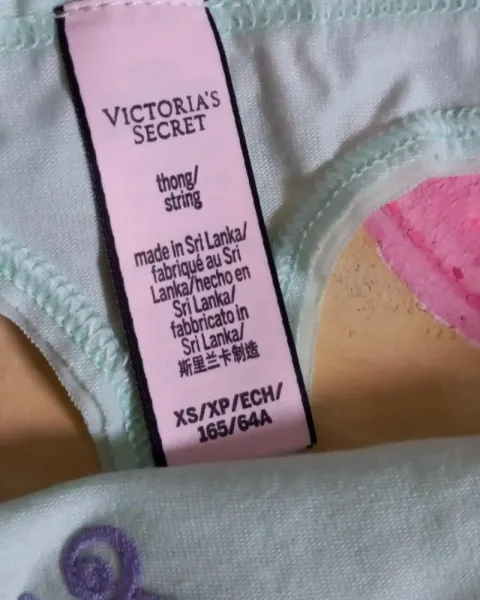 VICTORIA'S
SECRET
thong/
string
made in Sri Lanka/
fabriqué au Sri
Lanka/hecho en
Sri Lanka/
fabbricato in
Sri Lanka/
斯里兰卡制造
XS/XP/ECH/
165/64A